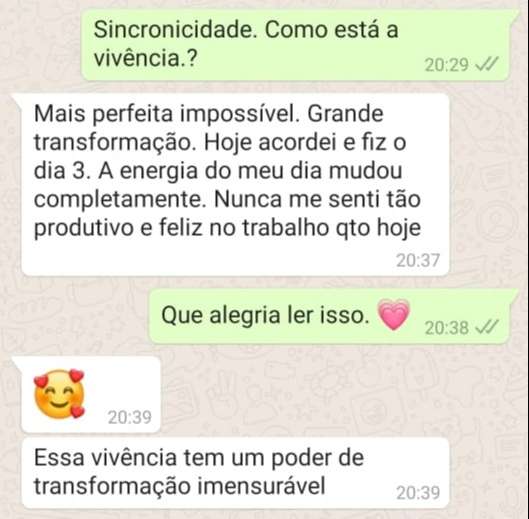 Sincronicidade. Como está a
vivência.?
20:29
Mais perfeita impossível. Grande
transformação. Hoje acordei e fiz o
dia 3. A energia do meu dia mudou
completamente. Nunca me senti tão
produtivo e feliz no trabalho qto hoje
20:37
Que alegria ler isso. 💗
20:38
🥰
20:39
Essa vivência tem um poder de
transformação imensurável
20:39